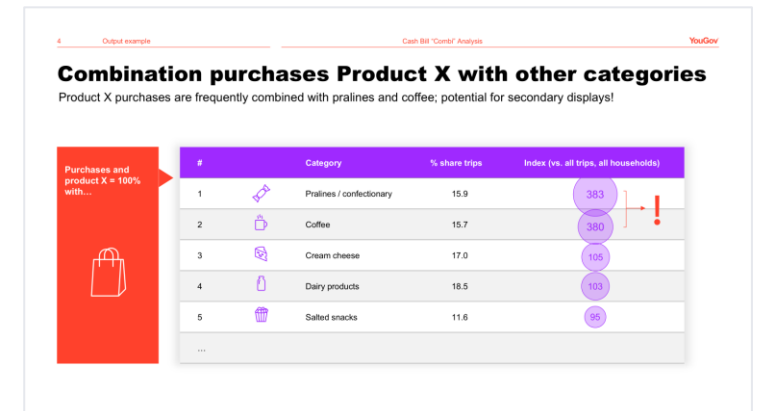 4 Output example Cash Bill "Combi" Analysis YouGov
Combination purchases Product X with other categories
Product X purchases are frequently combined with pralines and coffee; potential for secondary displays!
Purchases and
product X = 100%
with...
# Category % share trips Index (vs. all trips, all households)
1 Pralines / confectionary 15.9 383
2 Coffee 15.7 380
!
3 Cream cheese 17.0 105
4 Dairy products 18.5 103
5 Salted snacks 11.6 95
...